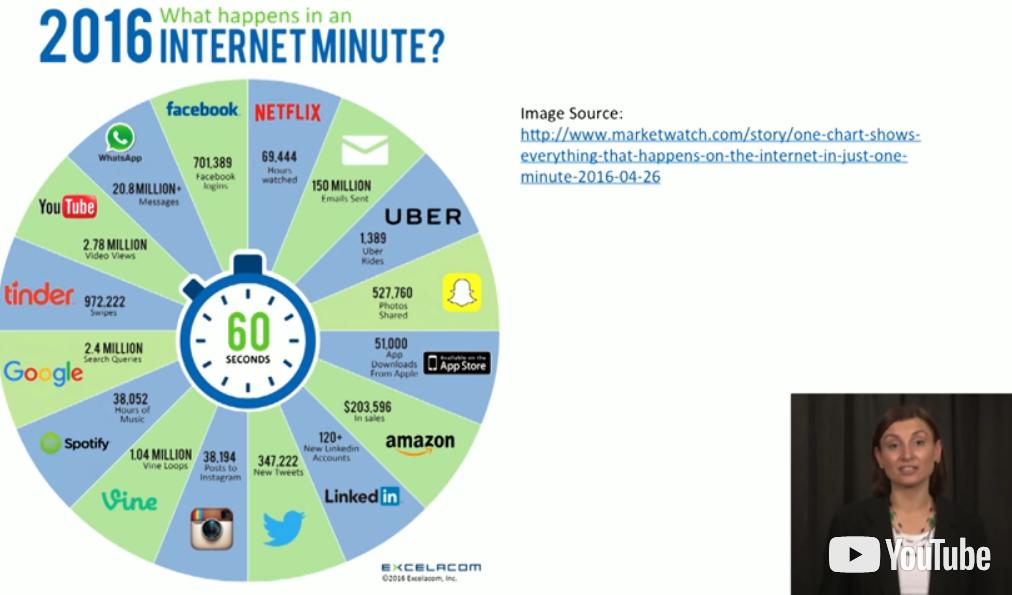 2016 What happens in an
INTERNET MINUTE?
facebook
701,389
Facebook
logins
NETFLIX
69,444
Hours
watched
150 MILLION
Emails Sent
UBER
1,389
Uber
Rides
527,760
Photos
Shared
51,000
App
Downloads
From Apple
Available on the
App Store
$203,596
In sales
amazon
120+
New Linkedin
Accounts
Linked in
347,222
New Tweets
38,194
Posts to
Instagram
1.04 MILLION
Vine Loops
Vine
38,052
Hours of
Music
Spotify
2.4 MILLION
Search Queries
Google
tinder
972,222
Swipes
YouTube
2.78 MILLION
Video Views
WhatsApp
20.8 MILLION+
Messages
60
SECONDS
EXCELACOM
©2016 Excelacom, Inc.
Image Source:
http://www.marketwatch.com/story/one-chart-shows-
everything-that-happens-on-the-internet-in-just-one-
minute-2016-04-26
YouTube